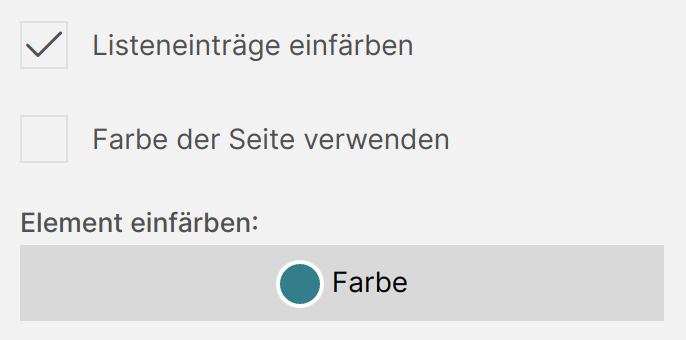 Listeneinträge einfärben
Farbe der Seite verwenden
Element einfärben:
Farbe